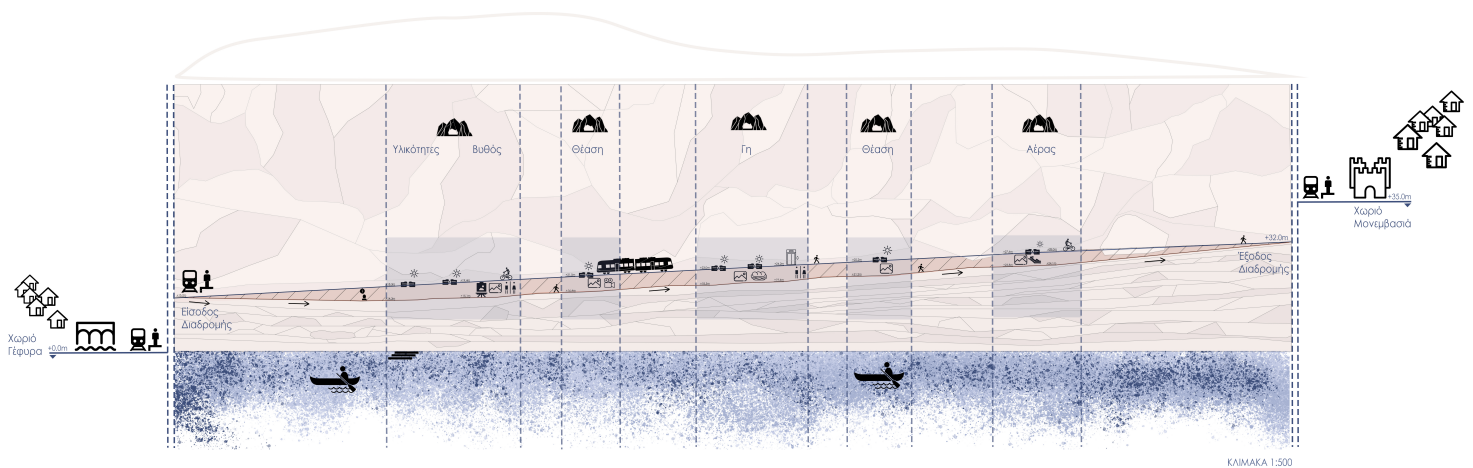 Υλικότητες
Βυθός
Θέαση
Γη
Θέαση
Αέρας
+35.0m
Χωριό
Μονεμβασιά
+32.0m
Έξοδος
Διαδρομής
Είσοδος
Διαδρομής
Χωριό
Γέφυρα
+0.0m
ΚΛΙΜΑΚΑ 1:500